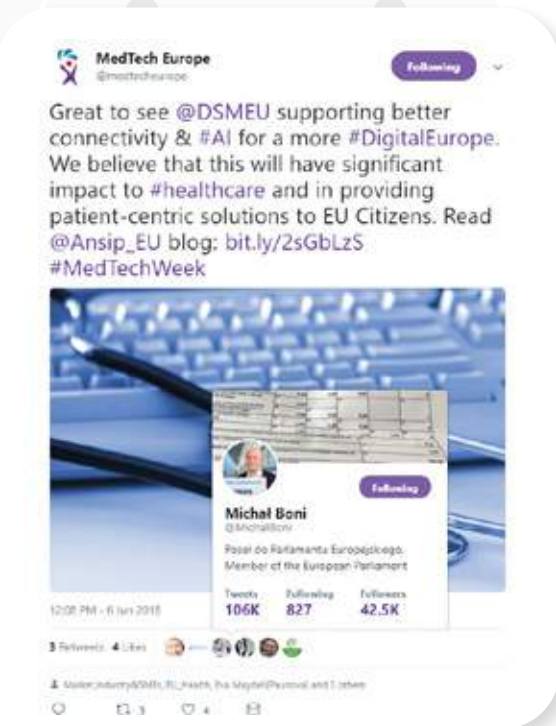 MedTech Europe
@medtecheurope
Following
Great to see @DSMEU supporting better
connectivity & #AI for a more #DigitalEurope.
We believe that this will have significant
impact to #healthcare and in providing
patient-centric solutions to EU Citizens. Read
@Ansip_EU blog: bit.ly/2sGbLzS
#MedTechWeek
Following
Michał Boni
@MichalBoni
Poseł do Parlamentu Europejskiego.
Member of the European Parliament
Tweets Following Followers
106K 827 42.5K
12:08 PM - 6 Jun 2018
3 Retweets 4 Likes
and 5 others
3 4